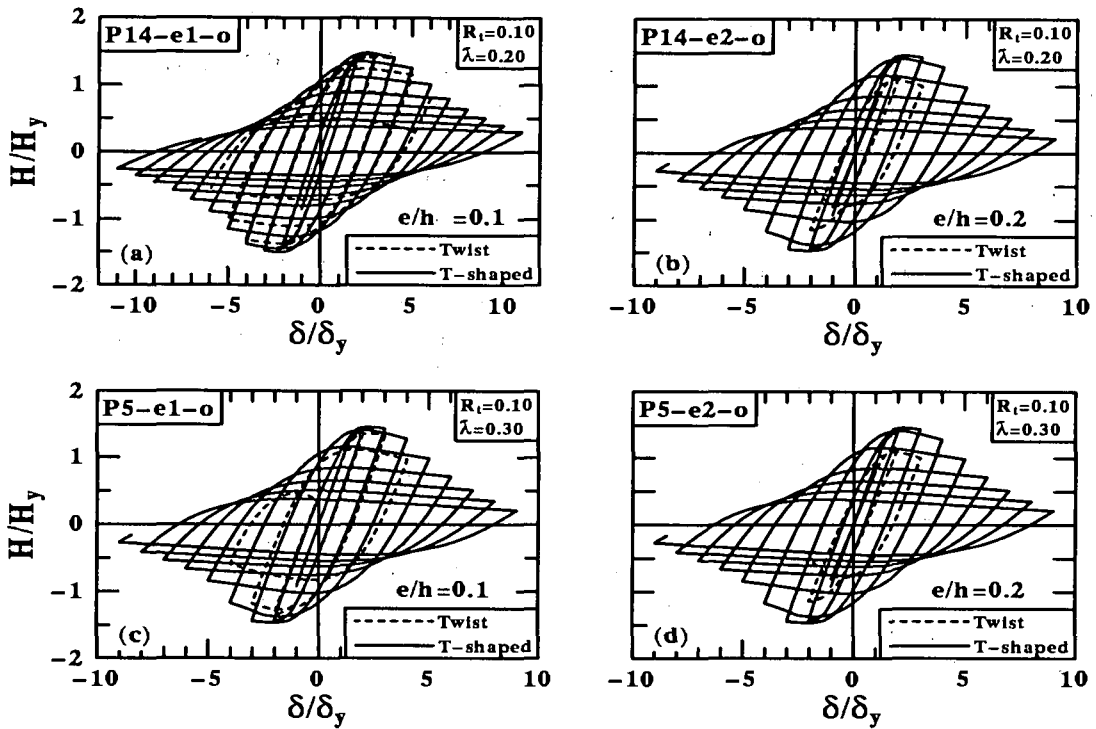 P14-e1-o
R_t=0.10
λ̄=0.20
H/H_y
2
1
0
-1
-2
(a)
e/h =0.1
Twist
T-shaped
-10 -5 0 5 10
δ/δ_y
P14-e2-o
R_t=0.10
λ̄=0.20
(b)
e/h=0.2
Twist
T-shaped
-10 -5 0 5 10
δ/δ_y
P5-e1-o
R_t=0.10
λ̄=0.30
H/H_y
2
1
0
-1
-2
(c)
e/h=0.1
Twist
T-shaped
-10 -5 0 5 10
δ/δ_y
P5-e2-o
R_t=0.10
λ̄=0.30
(d)
e/h=0.2
Twist
T-shaped
-10 -5 0 5 10
δ/δ_y